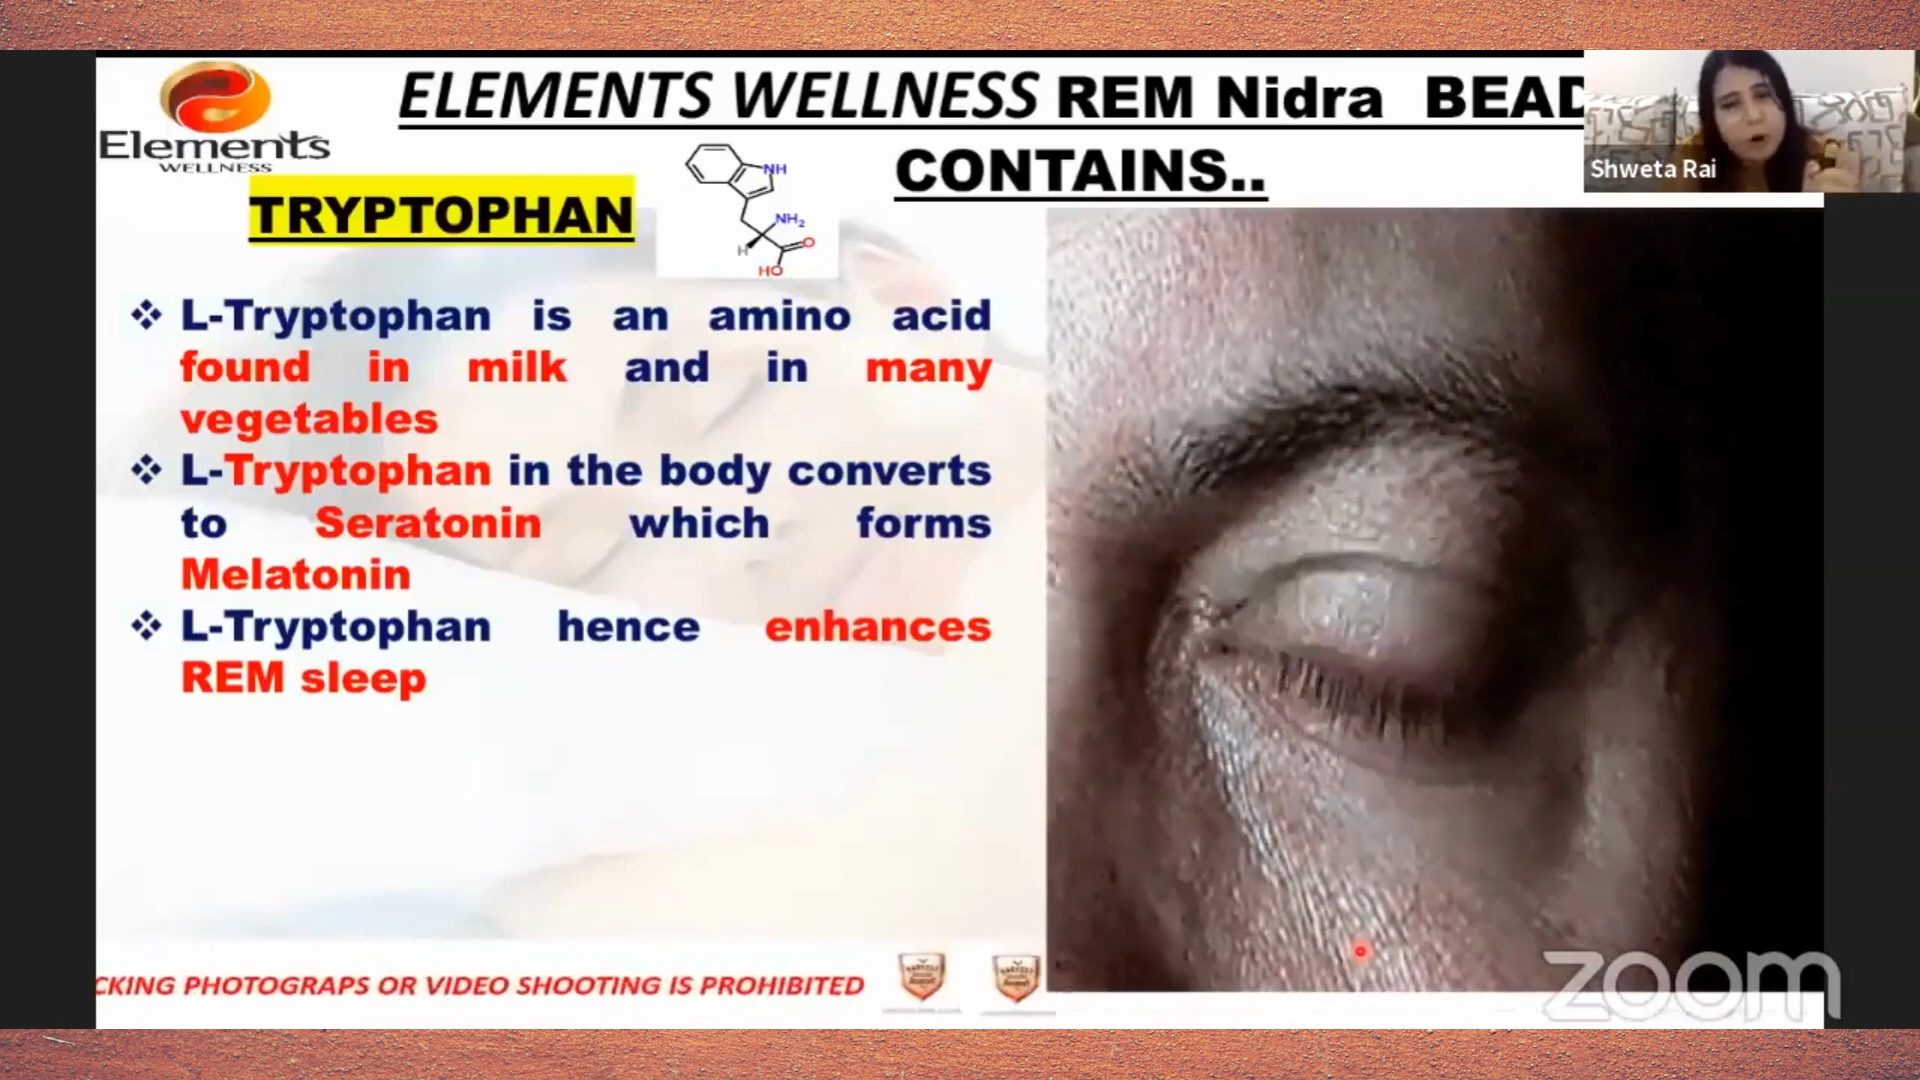 ELEMENTS WELLNESS REM Nidra BEAD
CONTAINS..
Elements
WELLNESS
Shweta Rai
TRYPTOPHAN
NH
NH2
H
O
HO
L-Tryptophan is an amino acid
found in milk and in many
vegetables
L-Tryptophan in the body converts
to Seratonin which forms
Melatonin
L-Tryptophan hence enhances
REM sleep
CKING PHOTOGRAPS OR VIDEO SHOOTING IS PROHIBITED
zoom